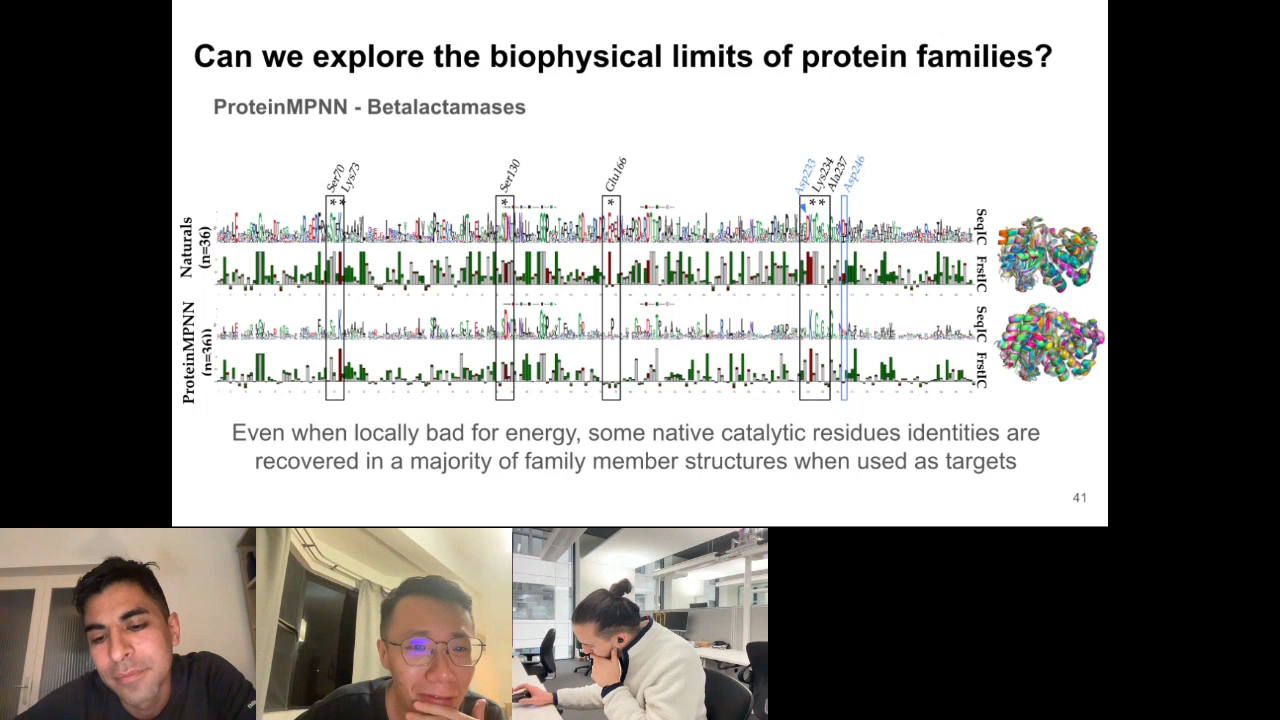 Can we explore the biophysical limits of protein families?
ProteinMPNN - Betalactamases
Ser70
Lys73
Ser130
Glu166
Asp233
Lys234
Ala237
Asp246
* *
*
*
* *
Naturals
(n=36)
SeqIC
FrstIC
ProteinMPNN
(n=36))
SeqIC
FrstIC
Even when locally bad for energy, some native catalytic residues identities are
recovered in a majority of family member structures when used as targets
41